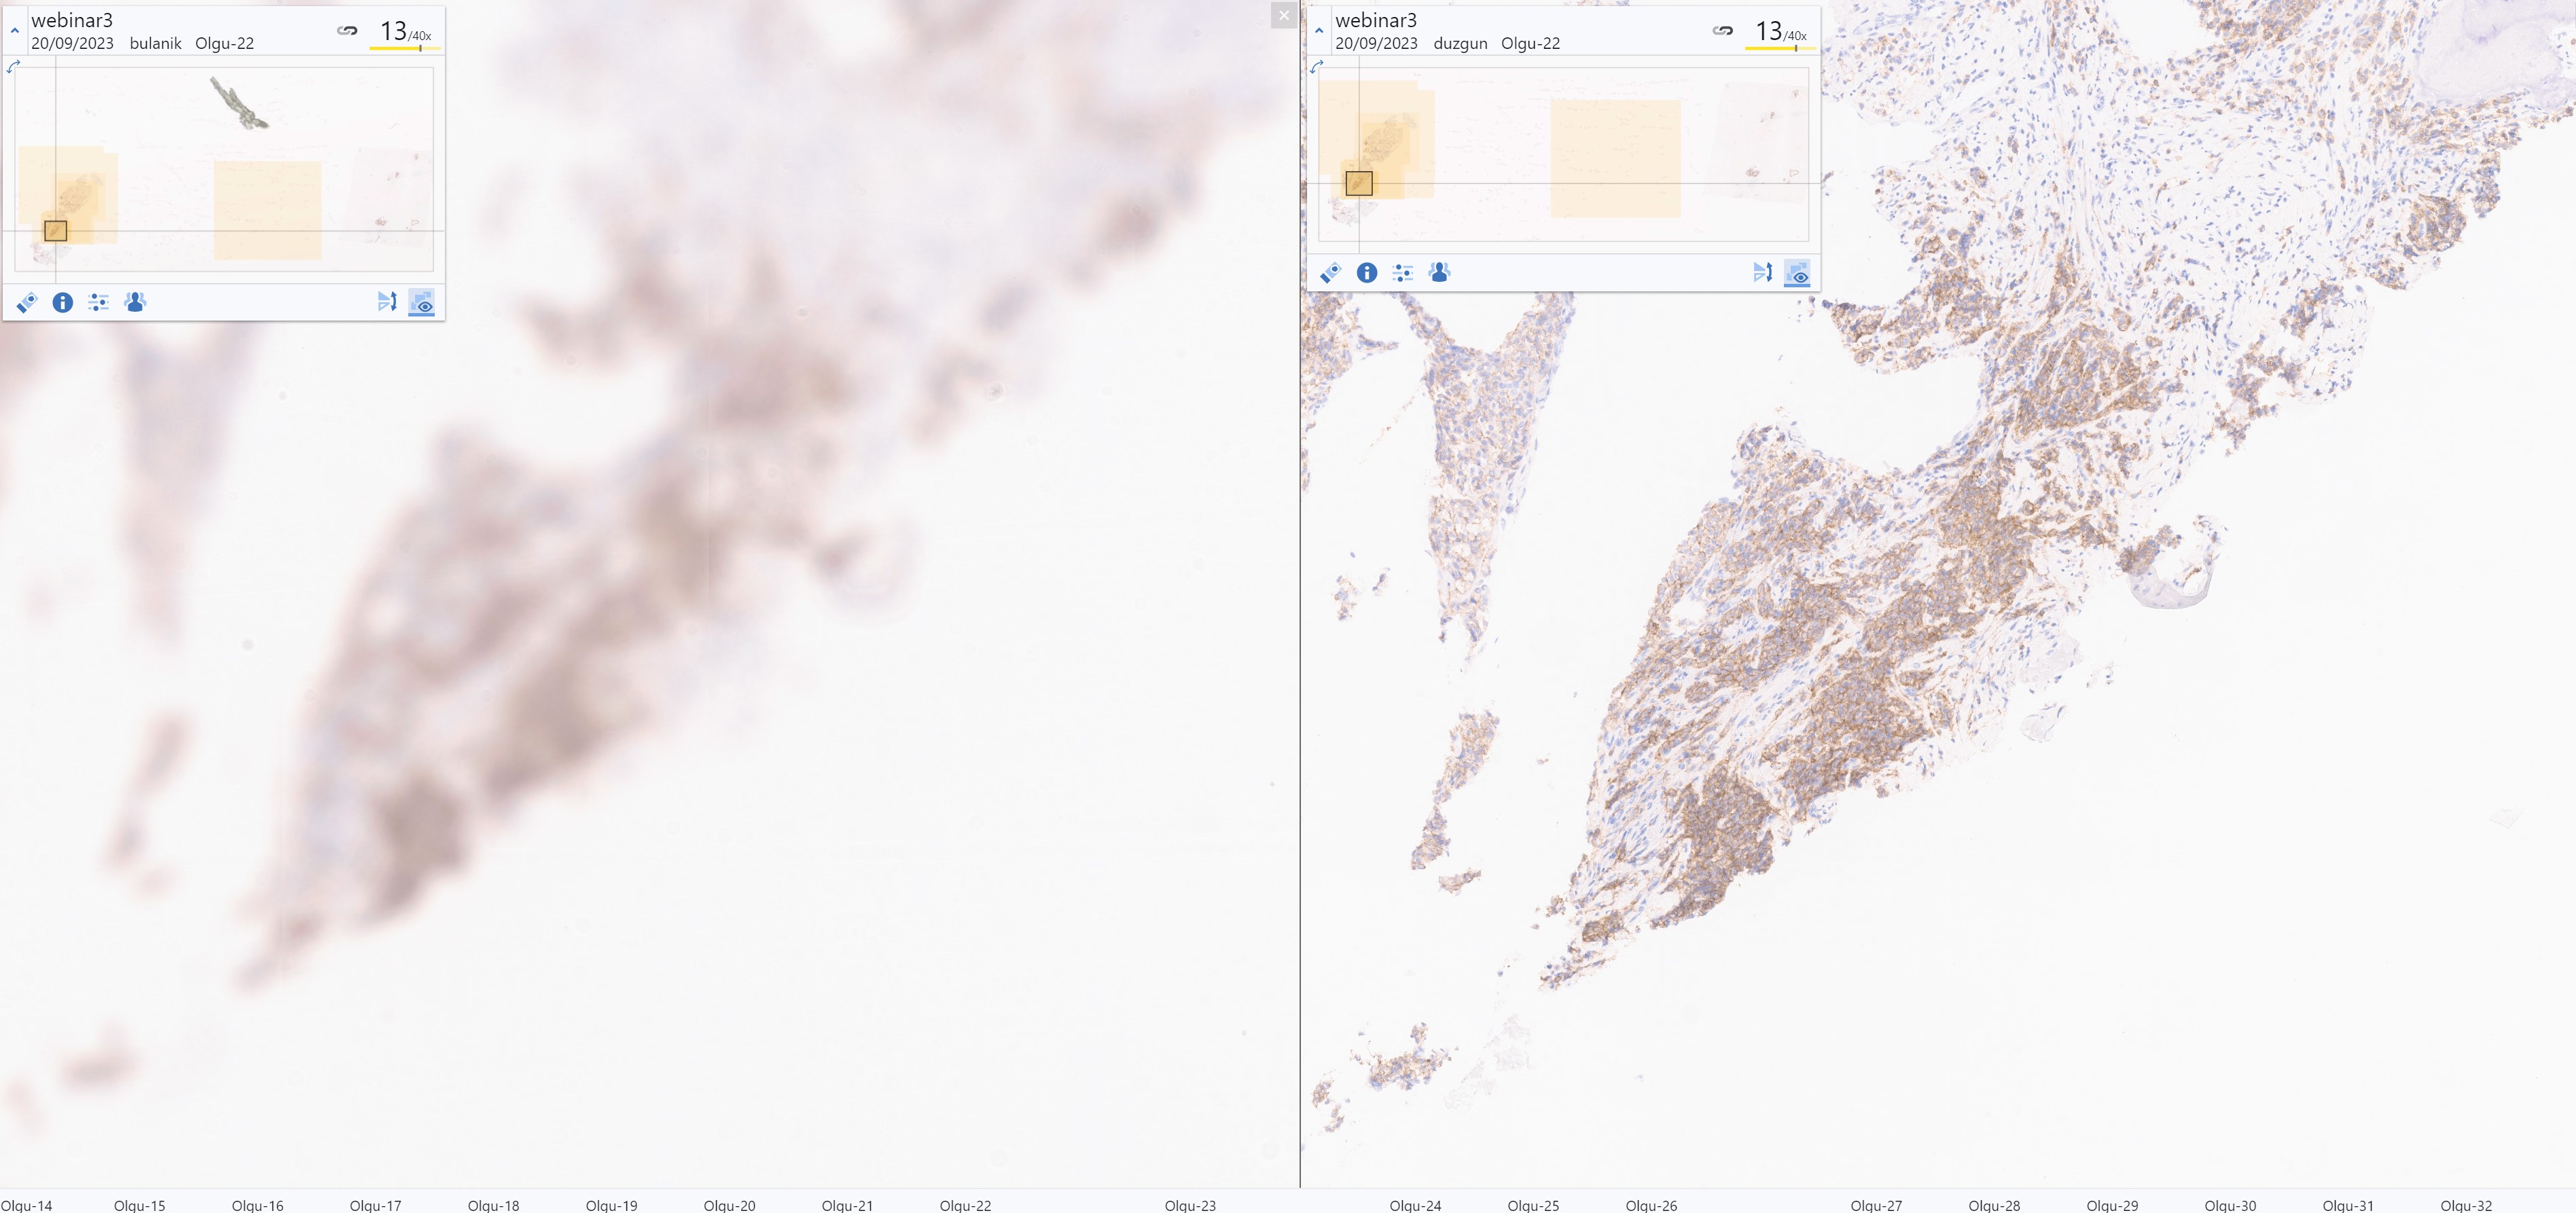 webinar3
20/09/2023 bulanik Olgu-22
13/40x
webinar3
20/09/2023 duzgun Olgu-22
13/40x
Olgu-14 Olgu-15 Olgu-16 Olgu-17 Olgu-18 Olgu-19 Olgu-20 Olgu-21 Olgu-22 Olgu-23 Olgu-24 Olgu-25 Olgu-26 Olgu-27 Olgu-28 Olgu-29 Olgu-30 Olgu-31 Olgu-32